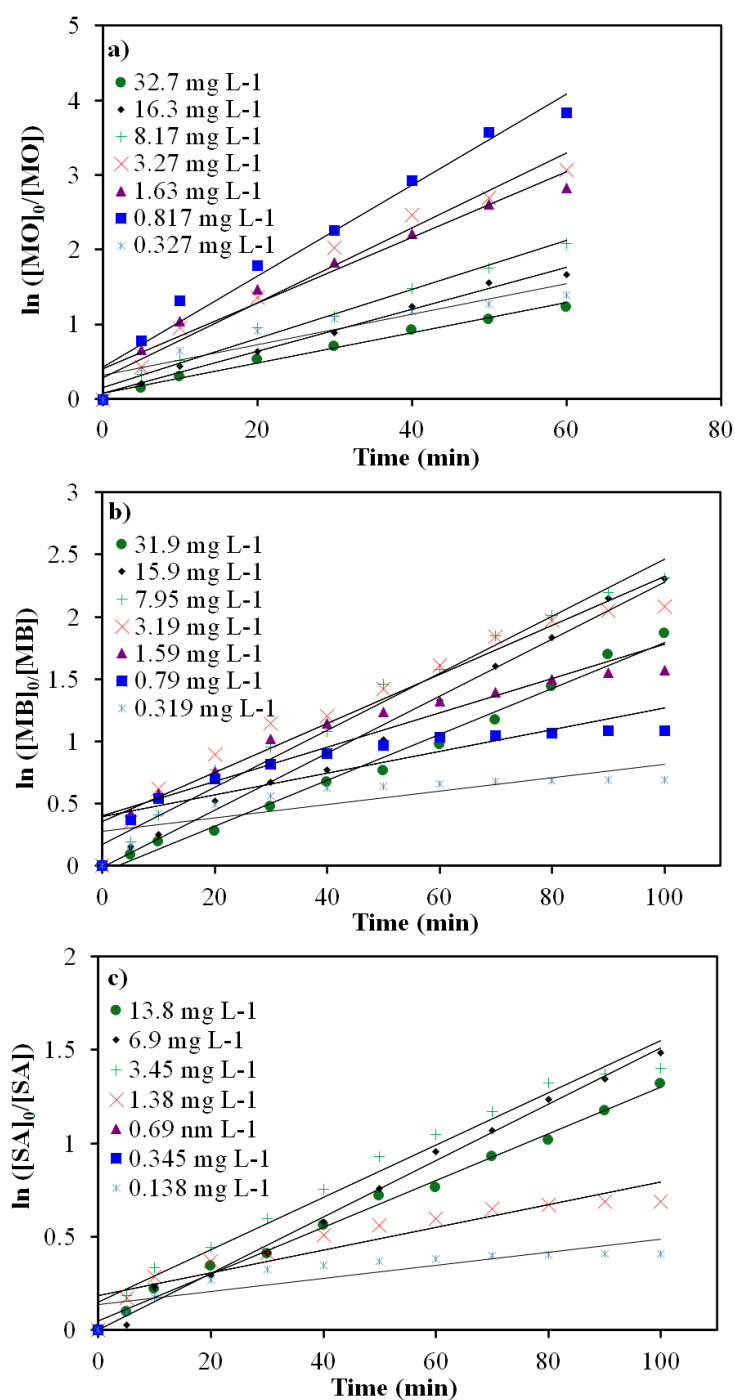 a)
32.7 mg L-1
16.3 mg L-1
8.17 mg L-1
3.27 mg L-1
1.63 mg L-1
0.817 mg L-1
0.327 mg L-1
ln ([MO]0/[MO])
5
4
3
2
1
0
0 20 40 60 80
Time (min)
b)
31.9 mg L-1
15.9 mg L-1
7.95 mg L-1
3.19 mg L-1
1.59 mg L-1
0.79 mg L-1
0.319 mg L-1
ln ([MB]0/[MB)
3
2.5
2
1.5
1
0.5
0
0 20 40 60 80 100
Time (min)
c)
13.8 mg L-1
6.9 mg L-1
3.45 mg L-1
1.38 mg L-1
0.69 nm L-1
0.345 mg L-1
0.138 mg L-1
ln ([SA]0/[SA])
2
1.5
1
0.5
0
0 20 40 60 80 100
Time (min)